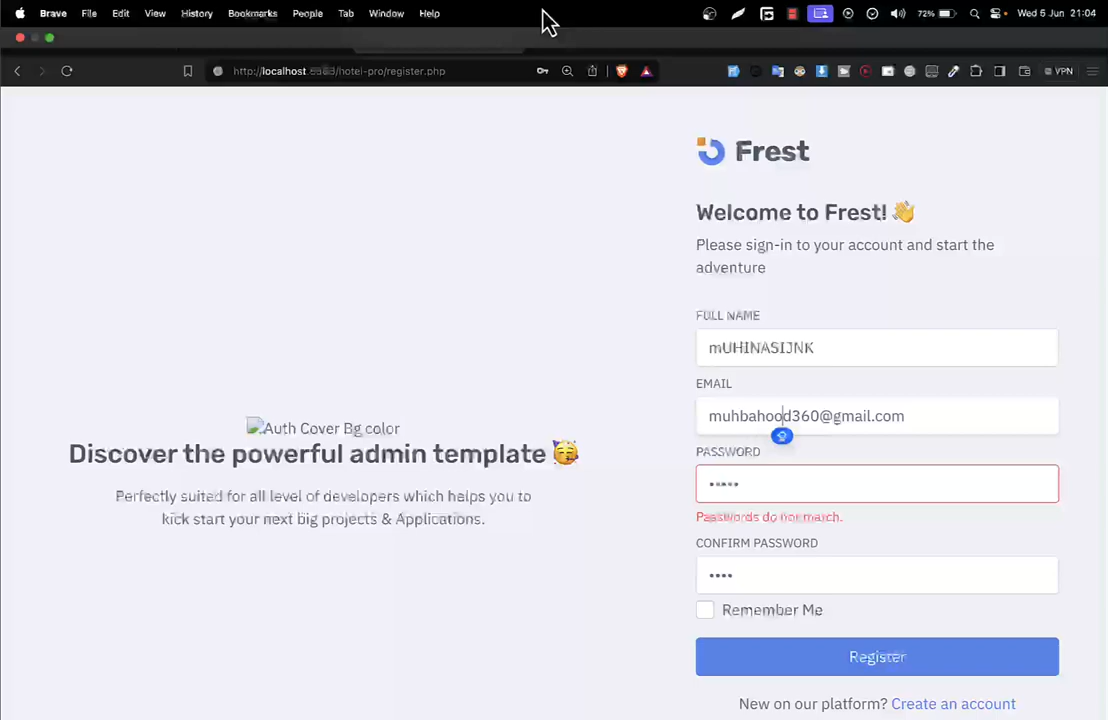 Brave File Edit View History Bookmarks People Tab Window Help 72% Wed 5 Jun 21:04
/hotel-pro/register.php VPN
Frest
Welcome to Frest! 👋
Please sign-in to your account and start the
adventure
FULL NAME
mUHINASIJNK
EMAIL
muhbahood360@gmail.com
PASSWORD
•••••
Passwords do not match.
CONFIRM PASSWORD
••••
Remember Me
Register
New on our platform? Create an account
Auth Cover Bg color
Discover the powerful admin template 🥳
Perfectly suited for all level of developers which helps you to
kick start your next big projects & Applications.